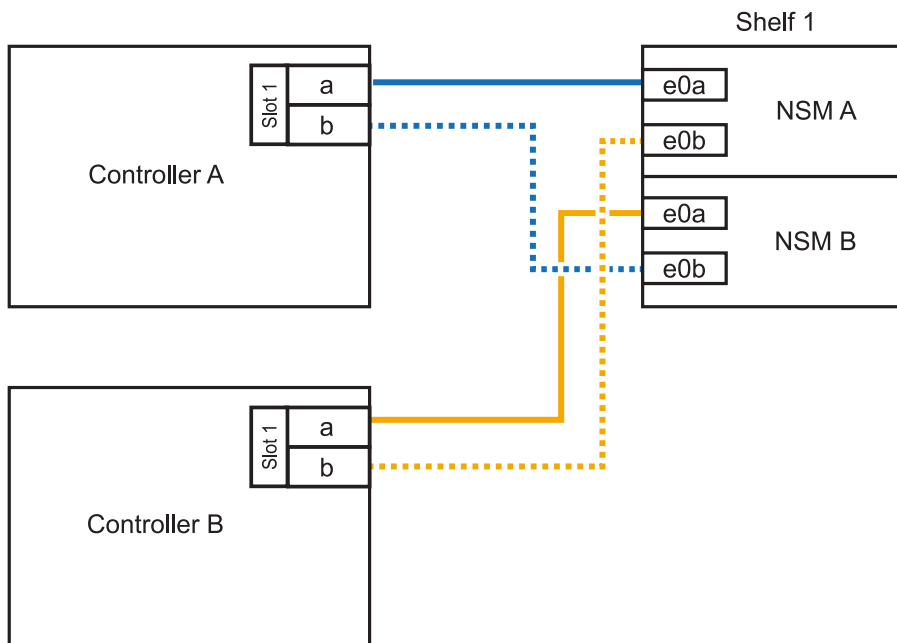 Shelf 1
Slot 1
a
b
Controller A
e0a
e0b
NSM A
e0a
e0b
NSM B
Slot 1
a
b
Controller B